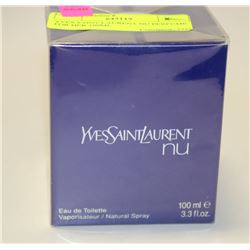 YVESSAINTLAURENT
nu
Eau de Toilette
Vaporisateur / Natural Spray
100 ml e
3.3 fl.oz.